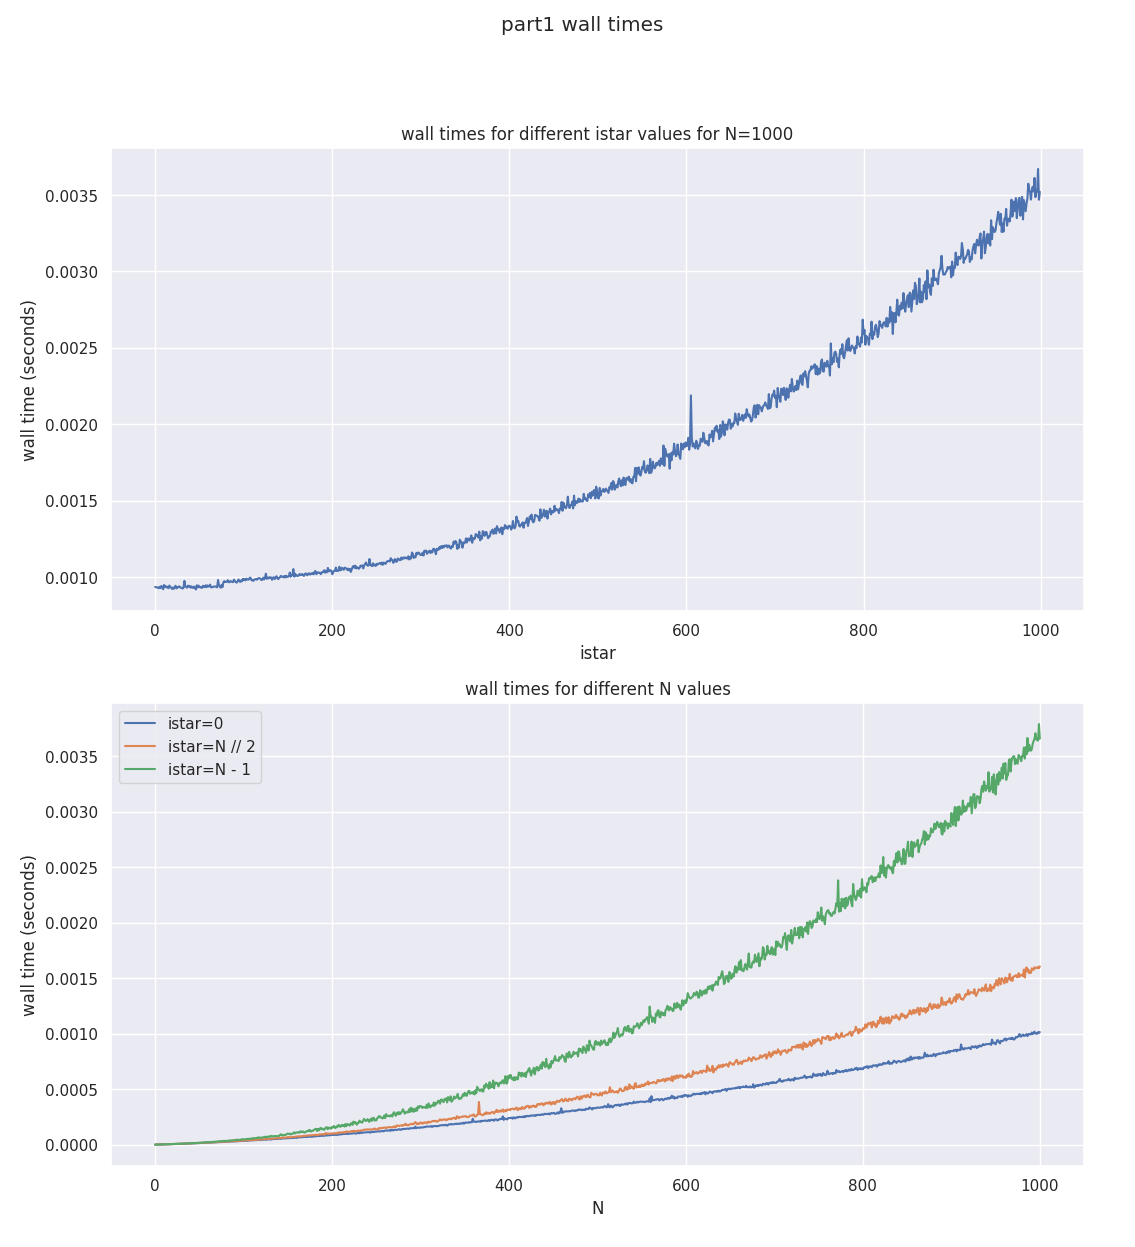 part1 wall times
wall times for different istar values for N=1000
wall time (seconds)
0.0035
0.0030
0.0025
0.0020
0.0015
0.0010
0 200 400 600 800 1000
istar
wall times for different N values
istar=0
istar=N // 2
istar=N - 1
wall time (seconds)
0.0035
0.0030
0.0025
0.0020
0.0015
0.0010
0.0005
0.0000
0 200 400 600 800 1000
N